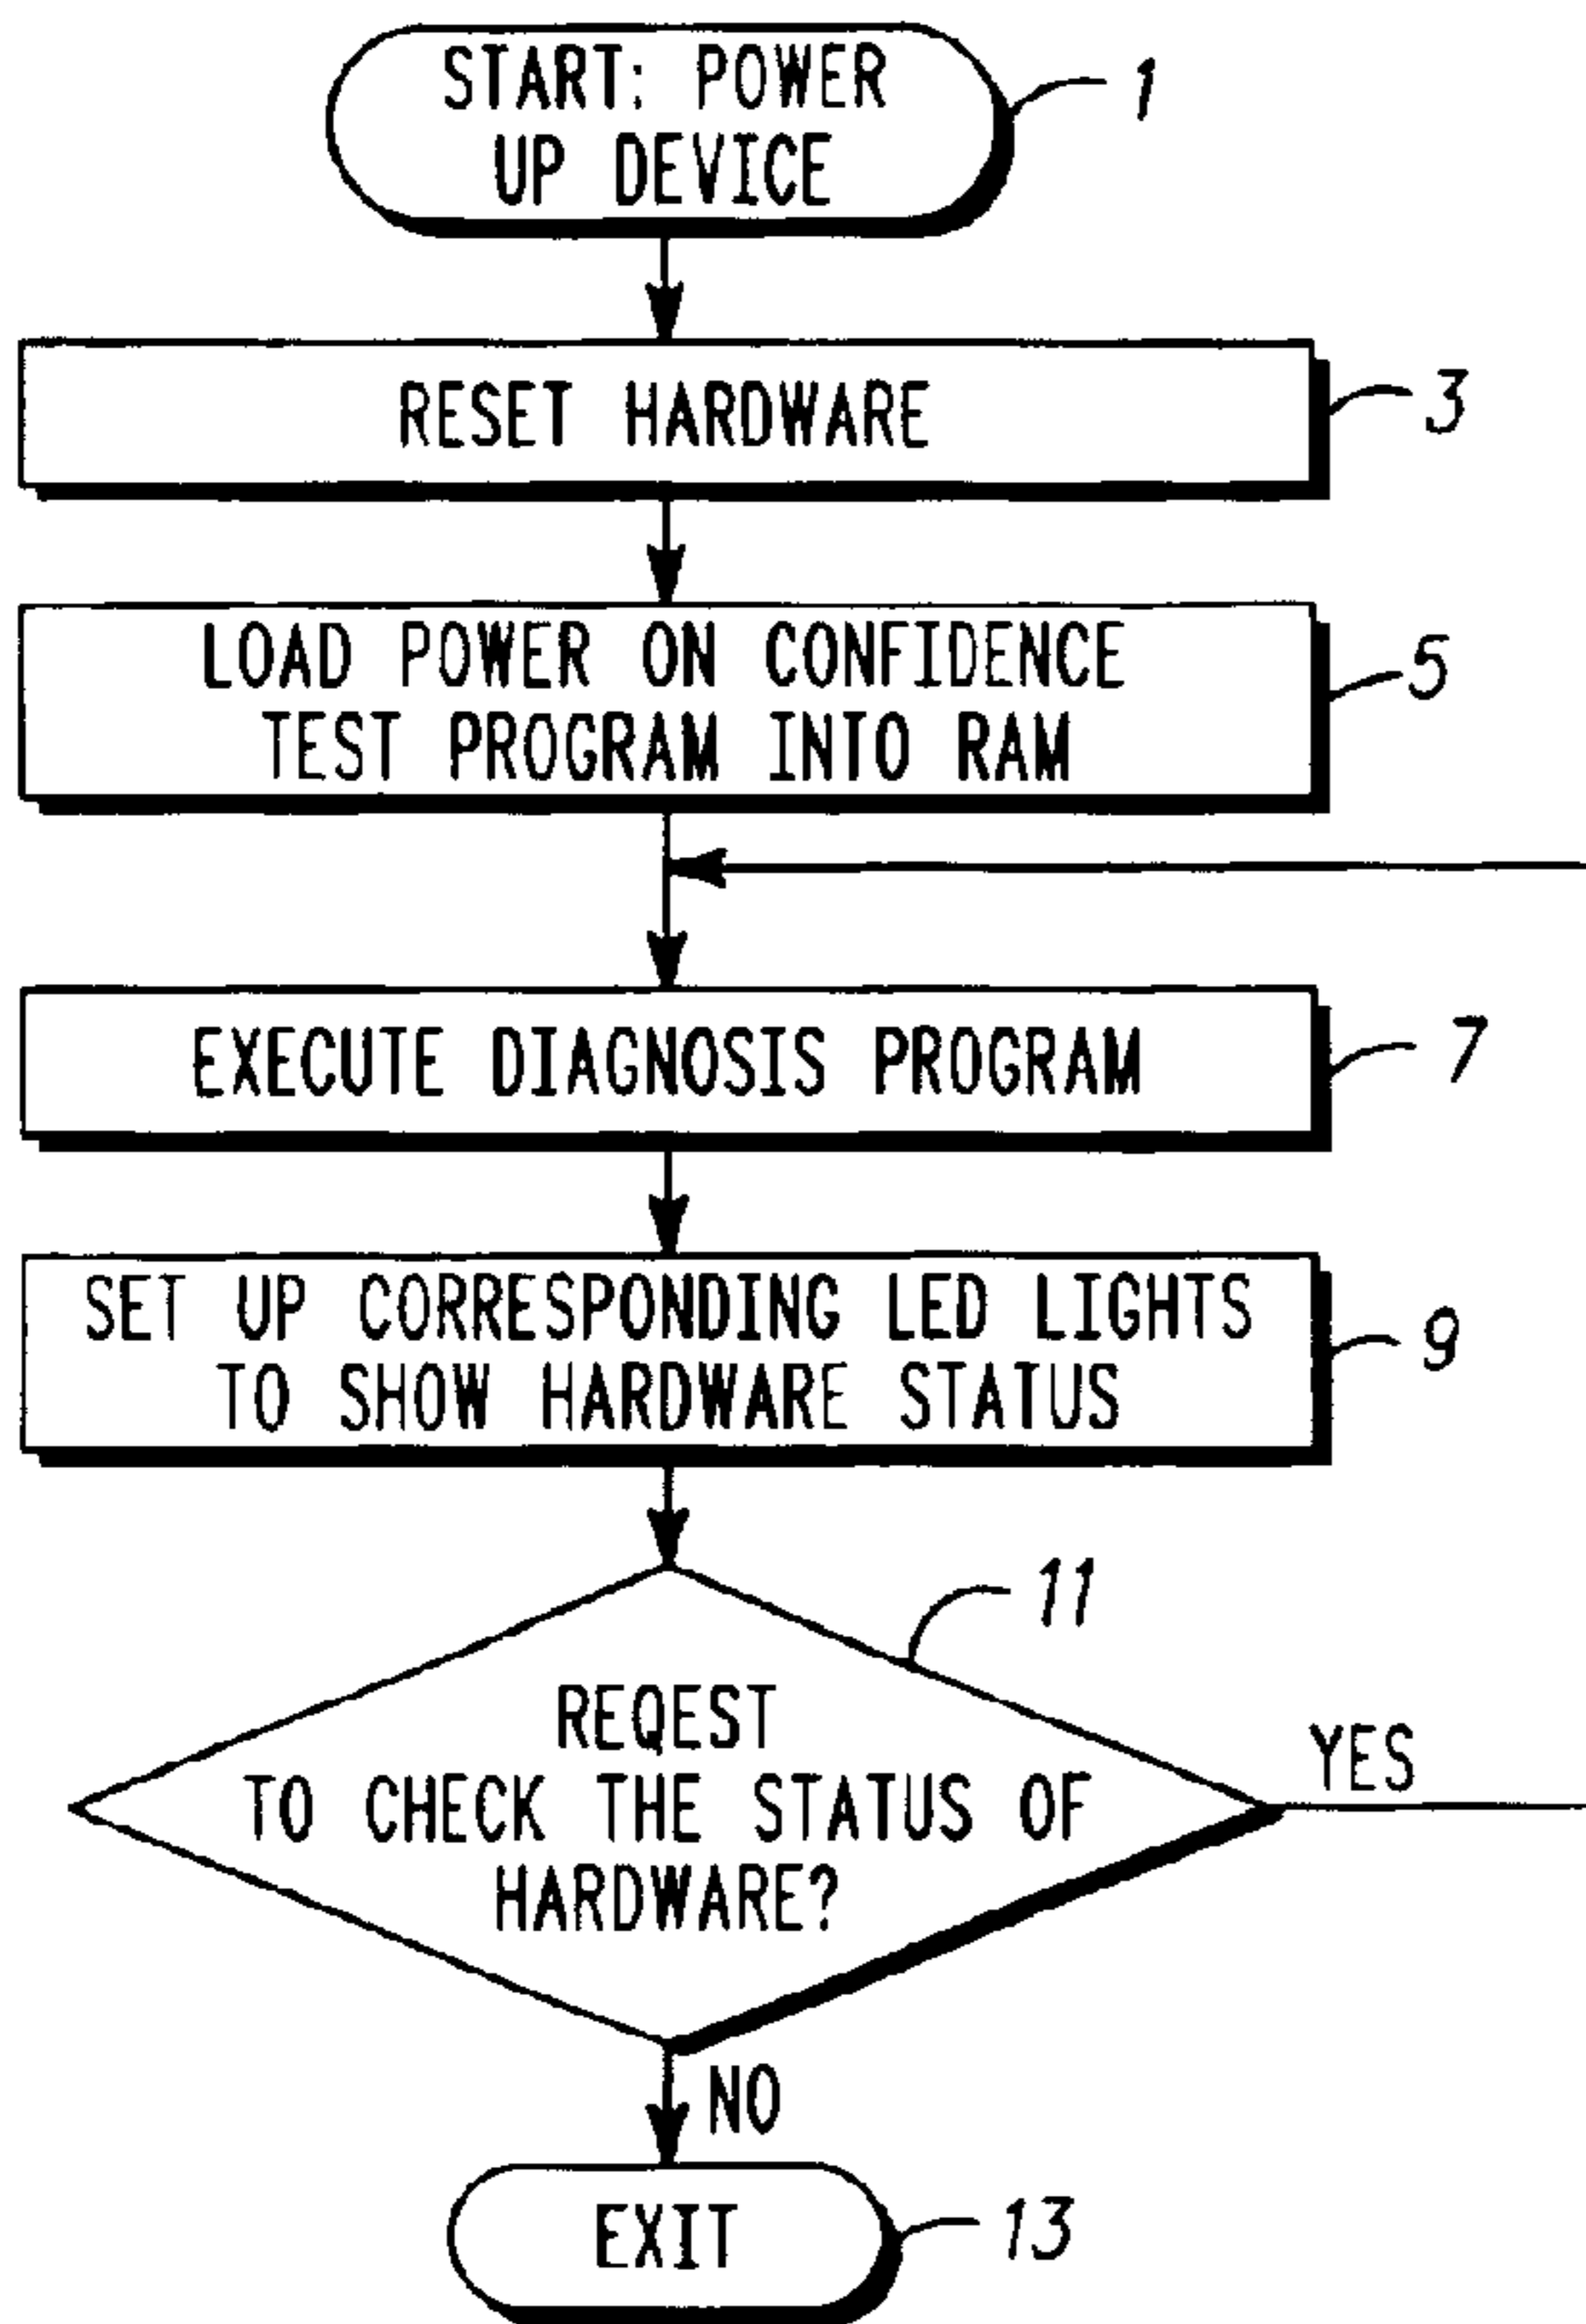 START: POWER
UP DEVICE
1
RESET HARDWARE
3
LOAD POWER ON CONFIDENCE
TEST PROGRAM INTO RAM
5
EXECUTE DIAGNOSIS PROGRAM
7
SET UP CORRESPONDING LED LIGHTS
TO SHOW HARDWARE STATUS
9
11
REQEST
TO CHECK THE STATUS OF
HARDWARE?
YES
NO
EXIT
13